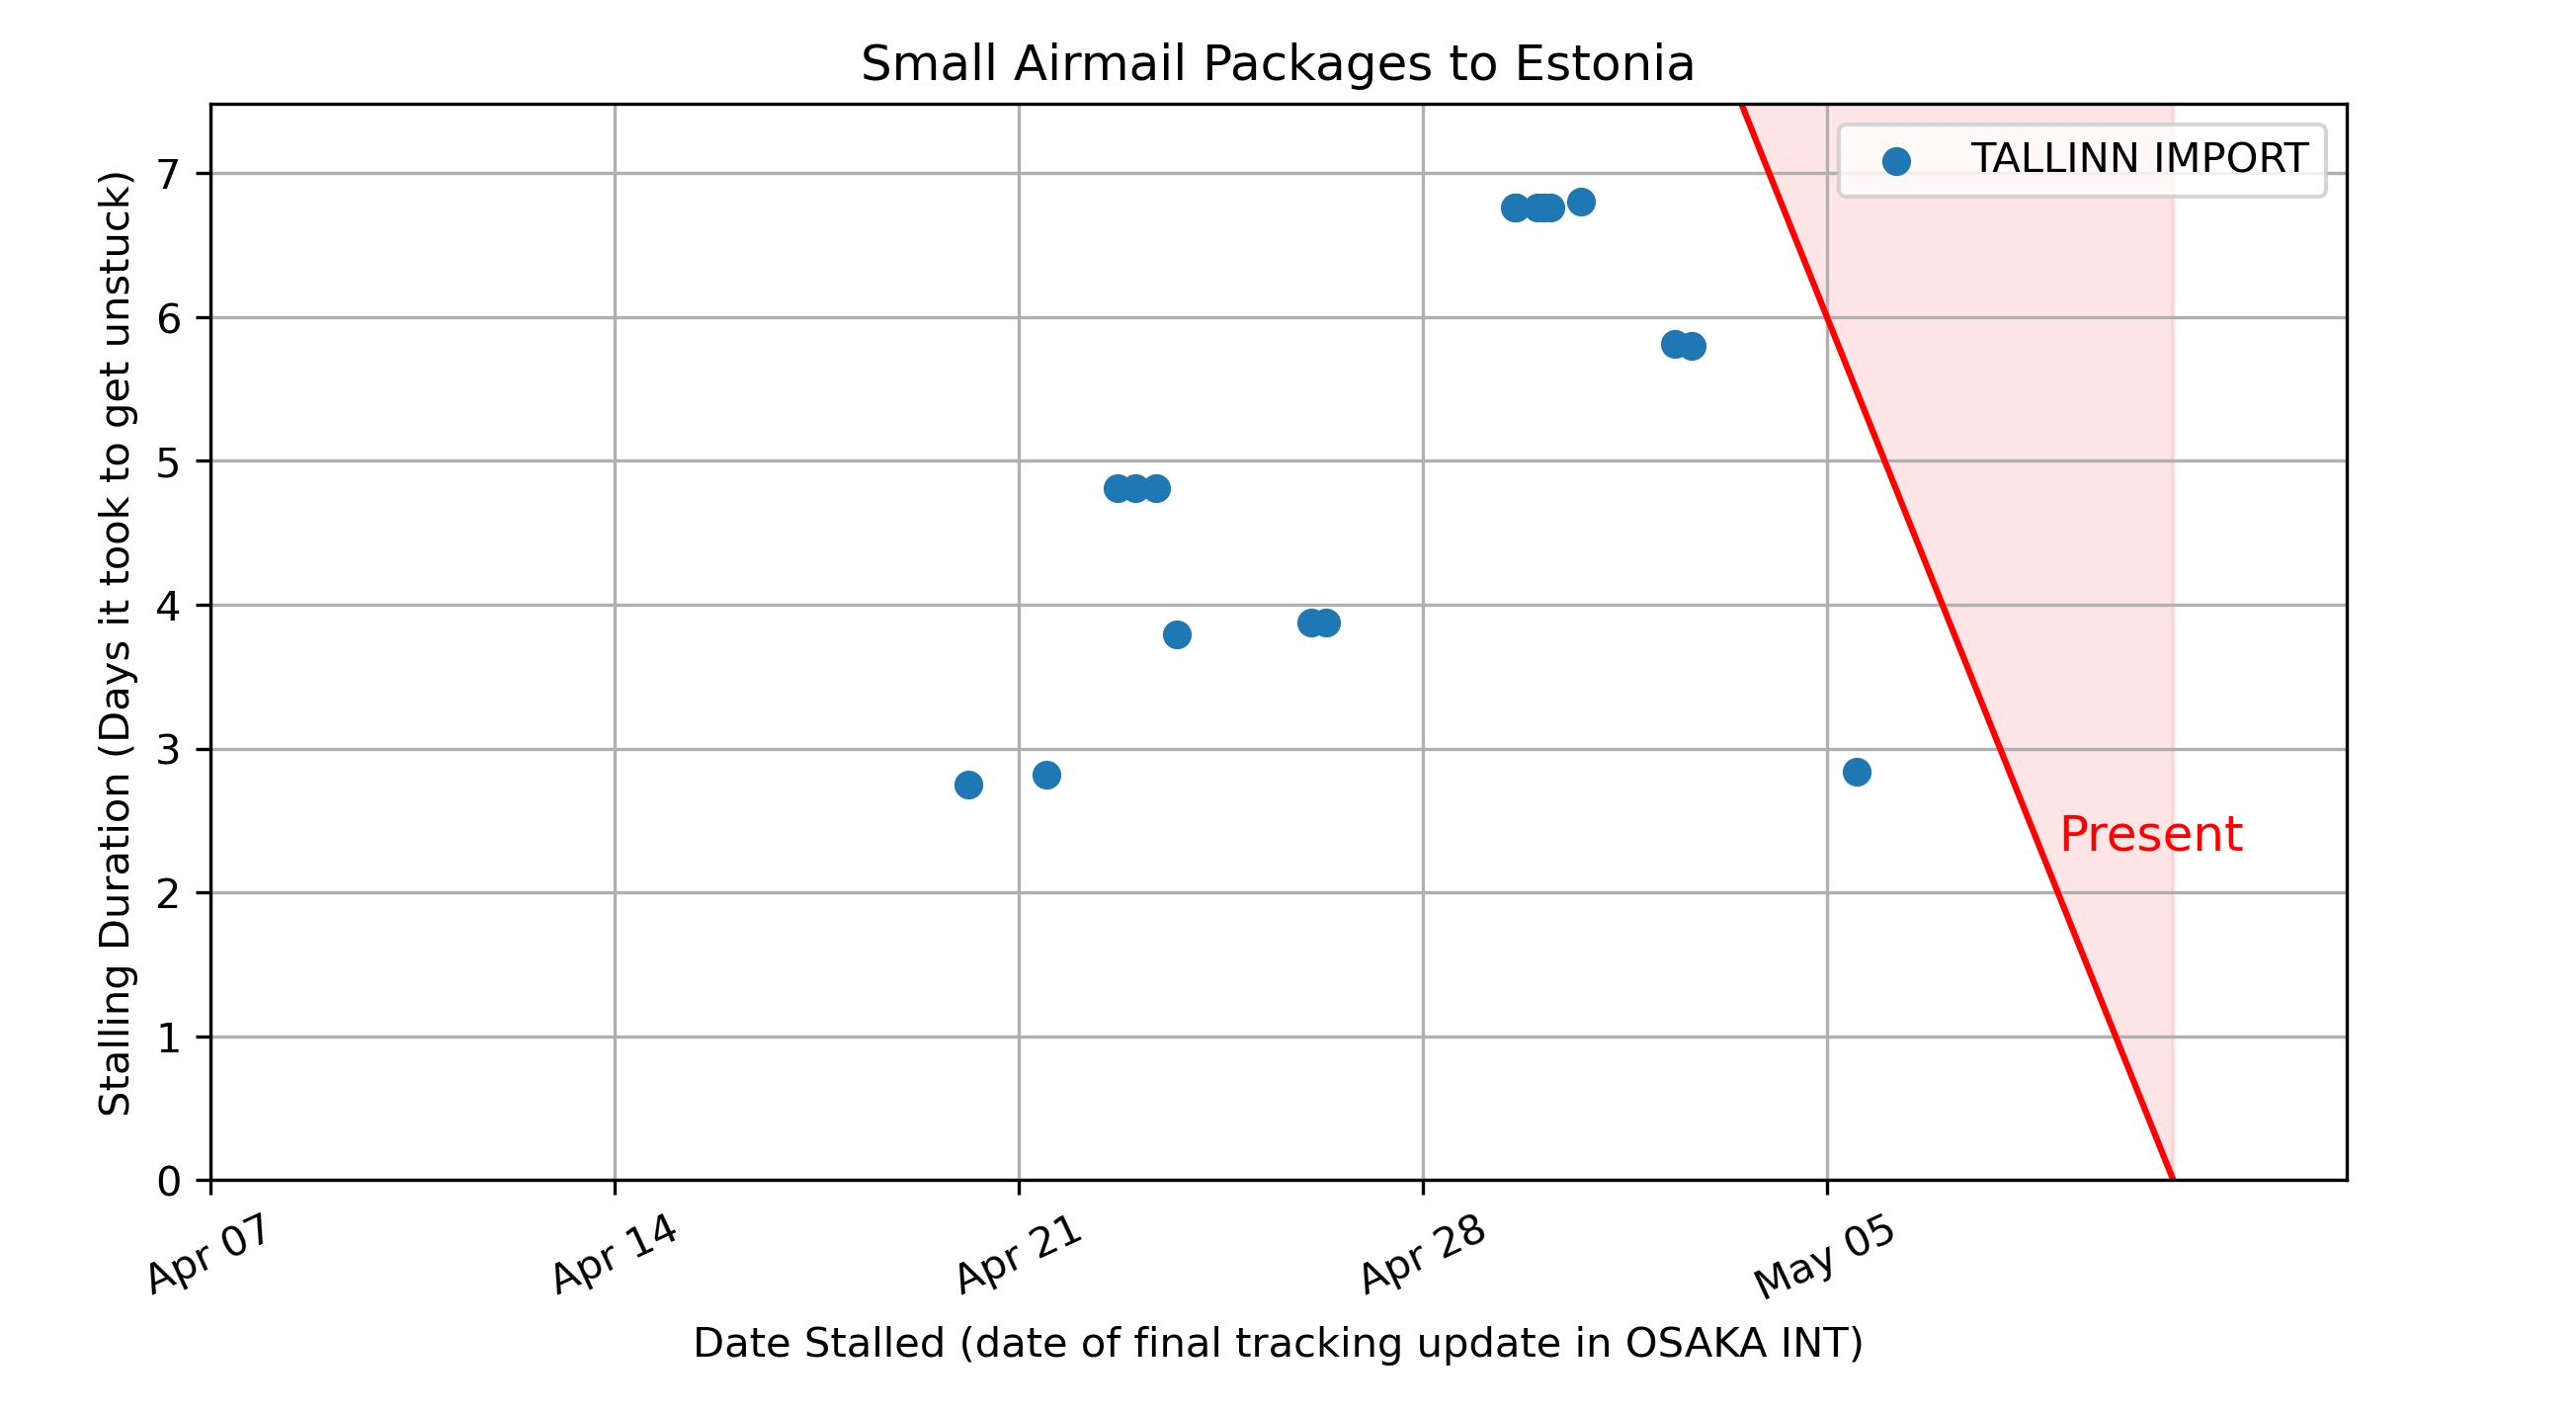 Small Airmail Packages to Estonia
TALLINN IMPORT
Stalling Duration (Days it took to get unstuck)
7
6
5
4
3
2
1
0
Present
Apr 07
Apr 14
Apr 21
Apr 28
May 05
Date Stalled (date of final tracking update in OSAKA INT)